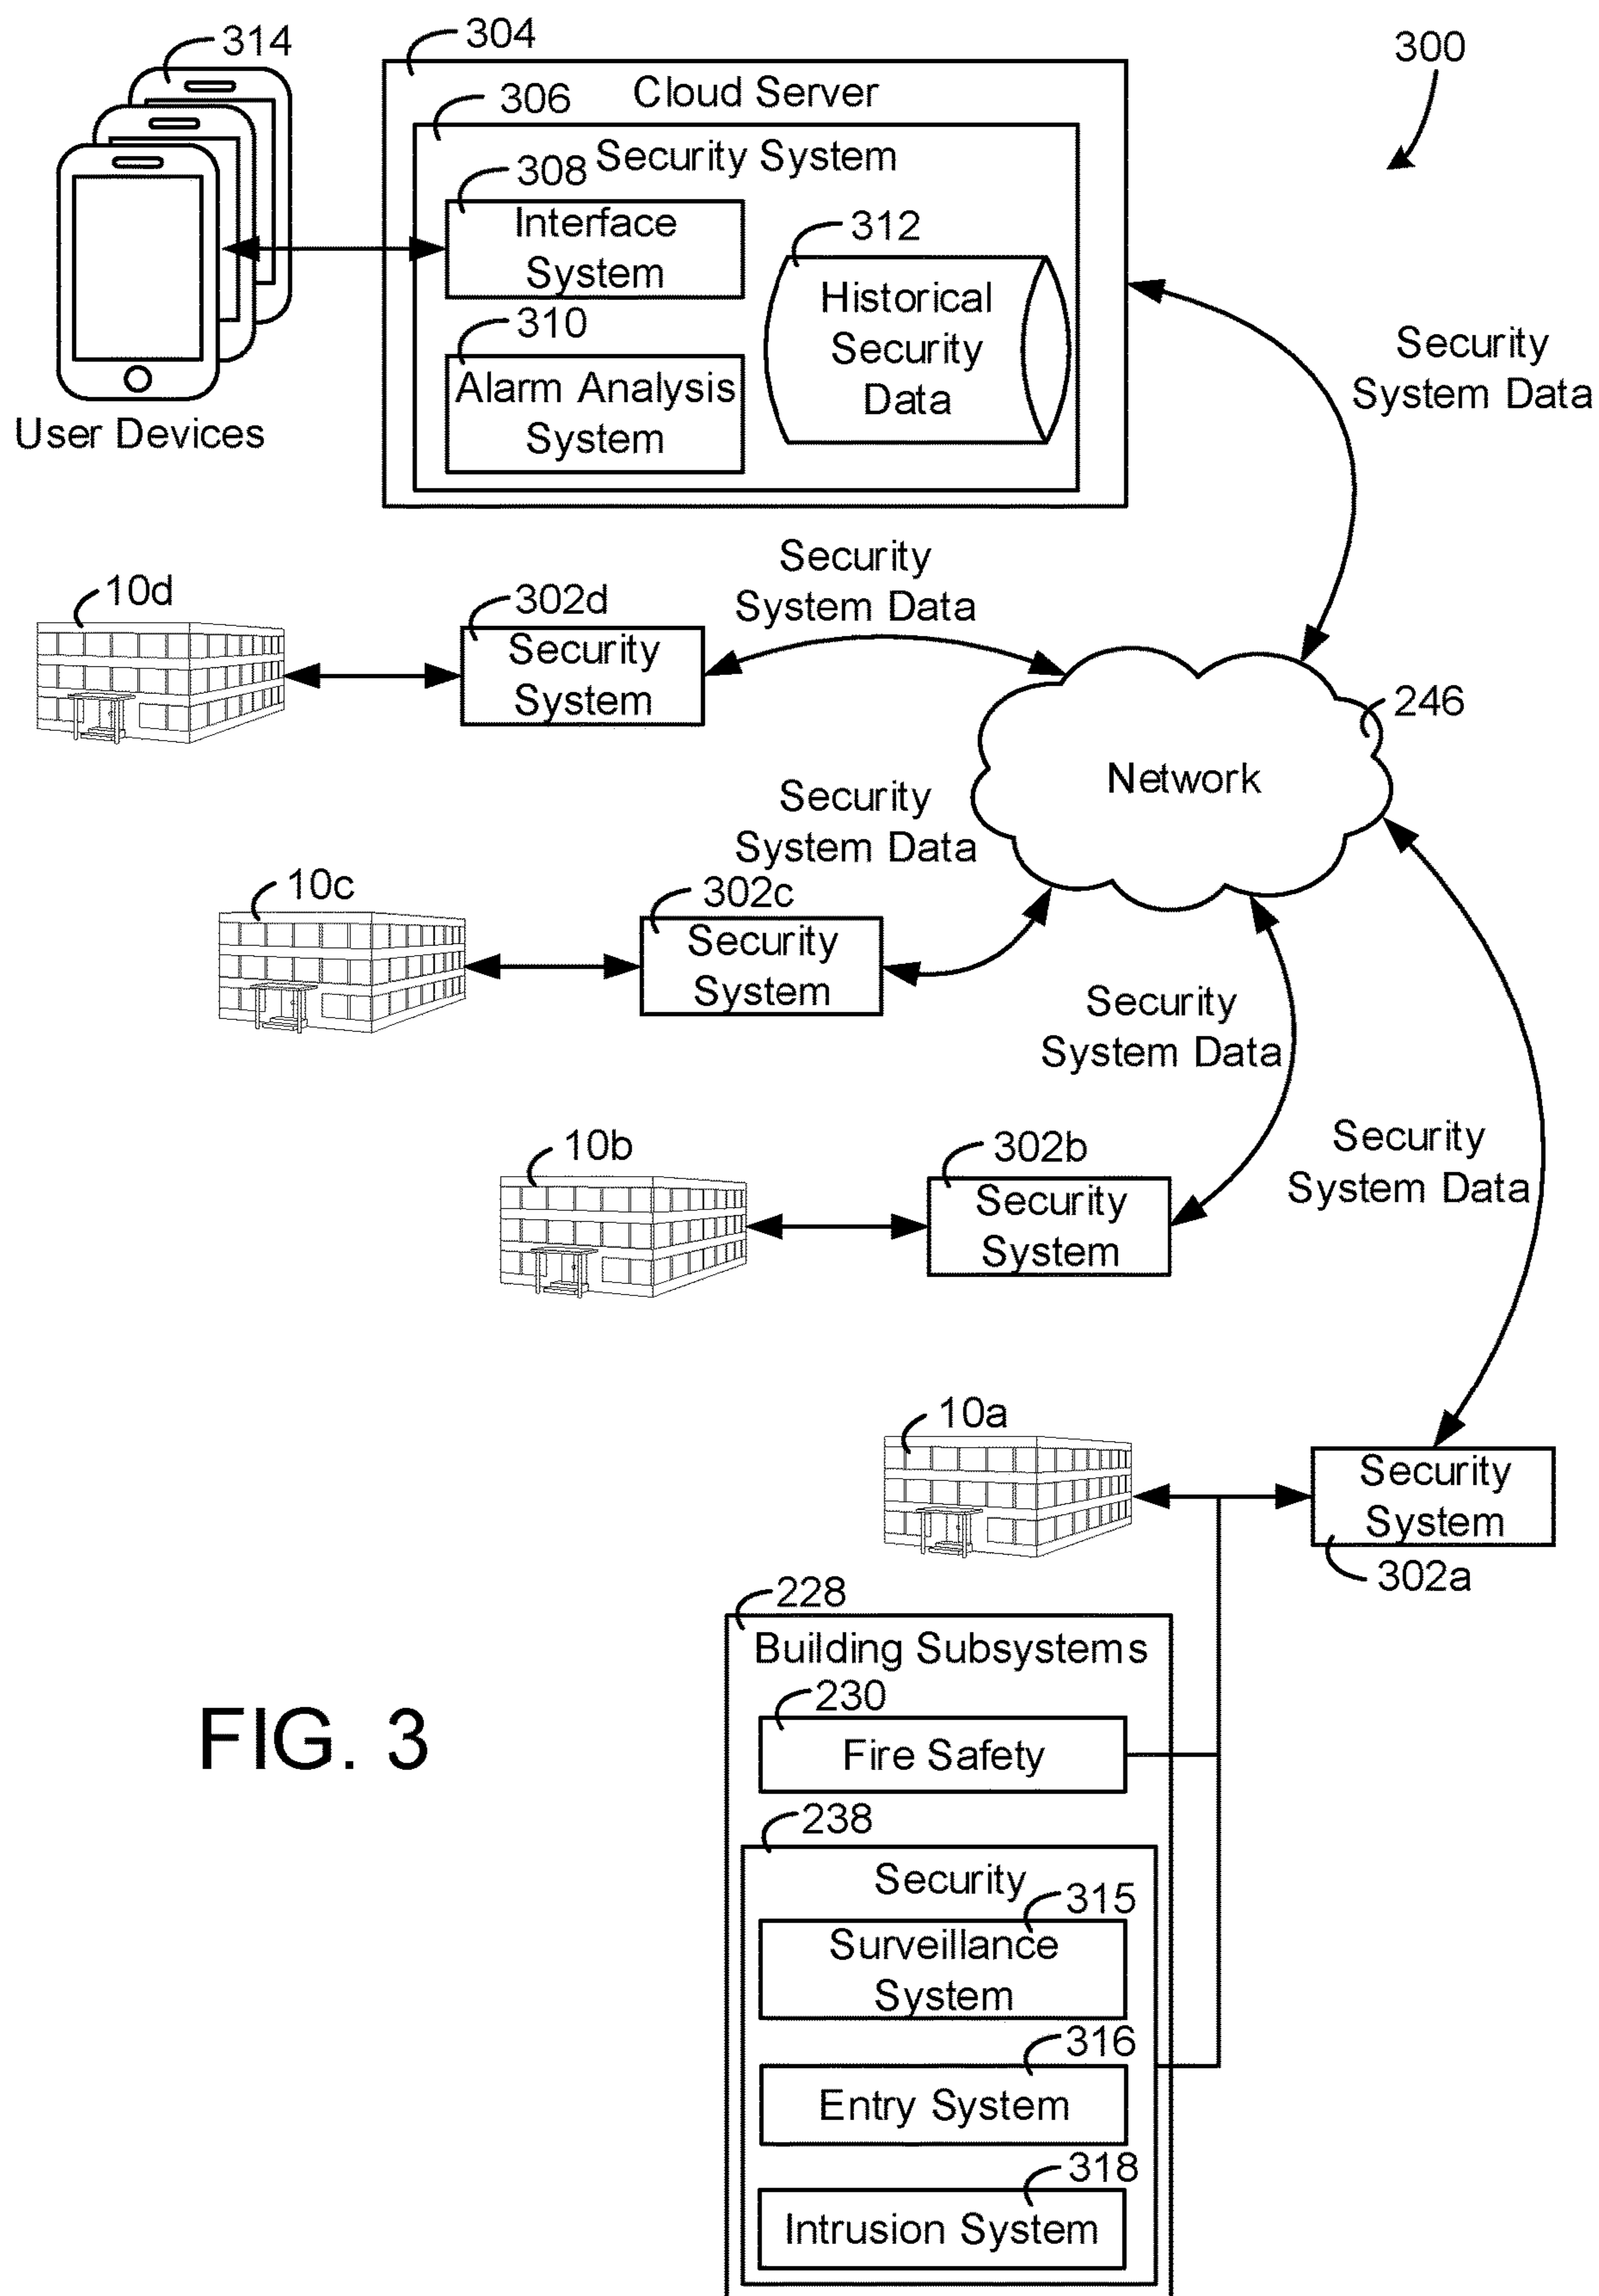 314
304
300
Cloud Server
306
Security System
308
Interface
System
312
Historical
Security
Data
310
Alarm Analysis
System
User Devices
Security
System Data
Security
System Data
10d
302d
Security
System
246
Network
Security
System Data
10c
302c
Security
System
Security
System Data
10b
302b
Security
System
Security
System Data
10a
Security
System
302a
228
Building Subsystems
230
Fire Safety
238
Security
315
Surveillance
System
316
Entry System
318
Intrusion System
FIG. 3